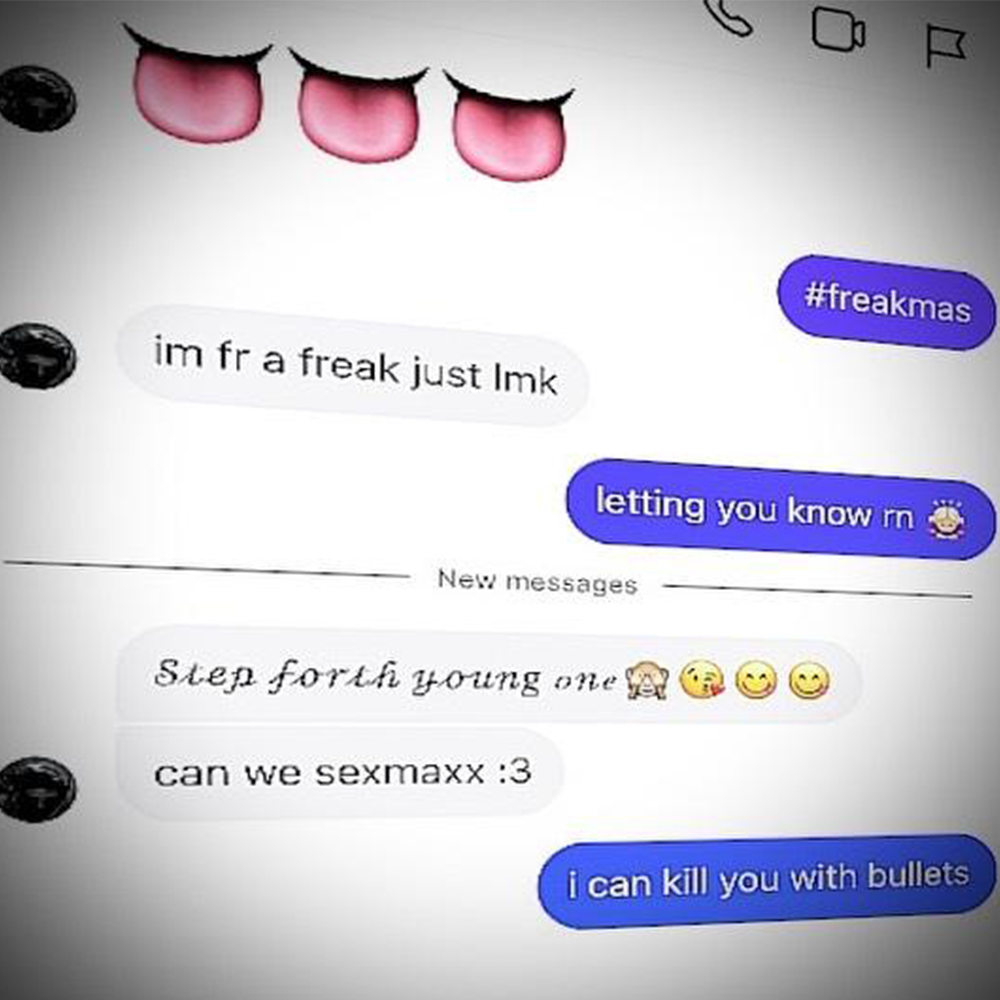 #freakmas
im fr a freak just lmk
letting you know rn
New messages
Step forth young one
can we sexmaxx :3
i can kill you with bullets